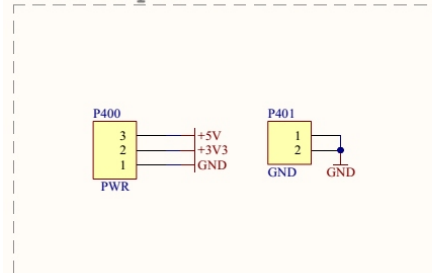 P400
3 +5V
2 +3V3
1 GND
PWR
P401
1
2
GND GND